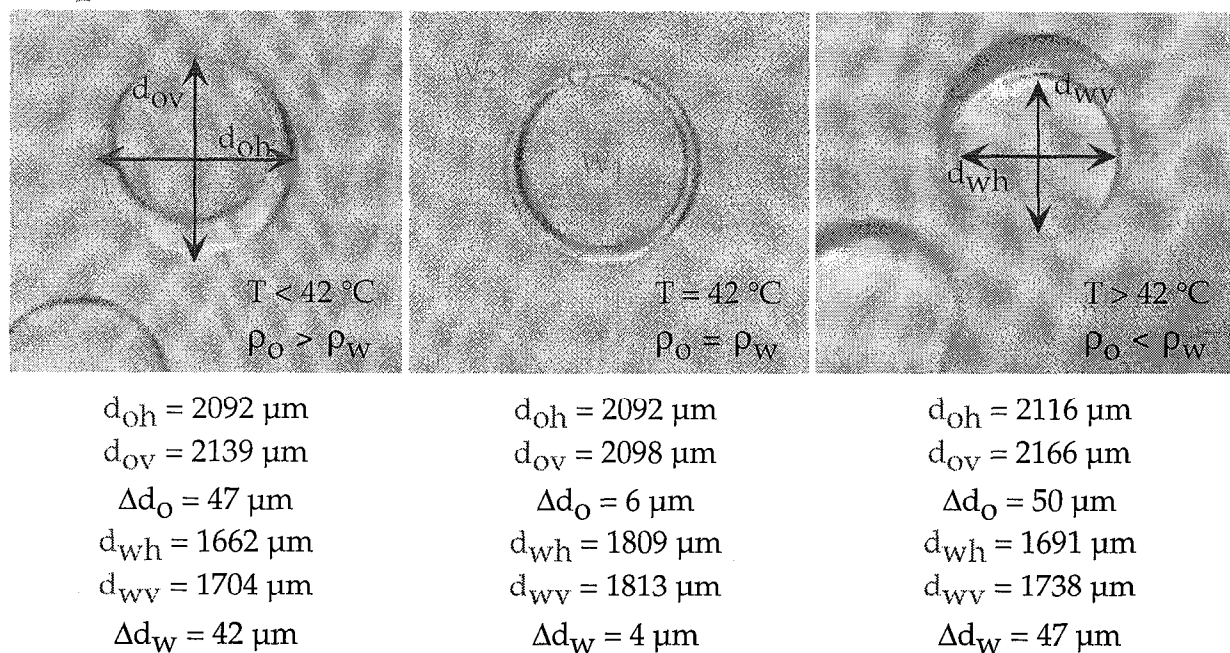 d_ov
d_oh
T < 42 °C
ρ_o > ρ_w
W
T = 42 °C
ρ_o = ρ_w
d_wv
d_wh
T > 42 °C
ρ_o < ρ_w
d_oh = 2092 µm
d_ov = 2139 µm
Δd_o = 47 µm
d_wh = 1662 µm
d_wv = 1704 µm
Δd_w = 42 µm
d_oh = 2092 µm
d_ov = 2098 µm
Δd_o = 6 µm
d_wh = 1809 µm
d_wv = 1813 µm
Δd_w = 4 µm
d_oh = 2116 µm
d_ov = 2166 µm
Δd_o = 50 µm
d_wh = 1691 µm
d_wv = 1738 µm
Δd_w = 47 µm